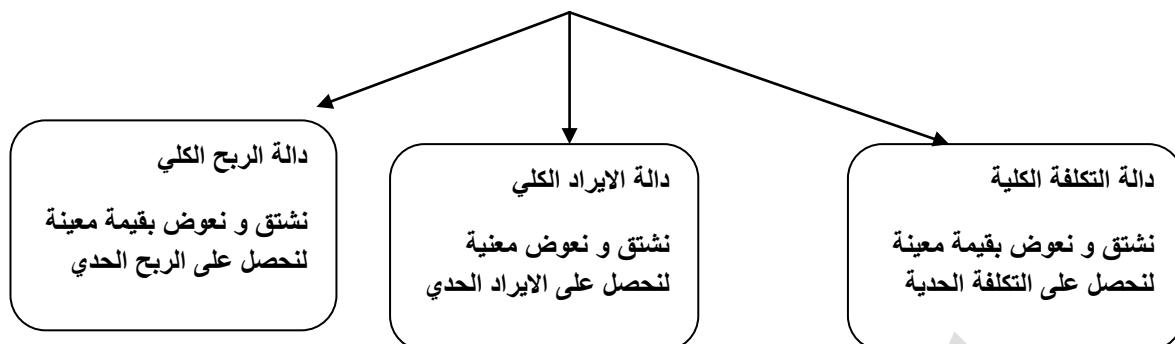 دالة التكلفة الكلية
نشتق و نعوض بقيمة معينة
لنحصل على التكلفة الحدية
دالة الايراد الكلي
نشتق و نعوض معنية
لنحصل على الايراد الحدي
دالة الربح الكلي
نشتق و نعوض بقيمة معينة
لنحصل على الربح الحدي